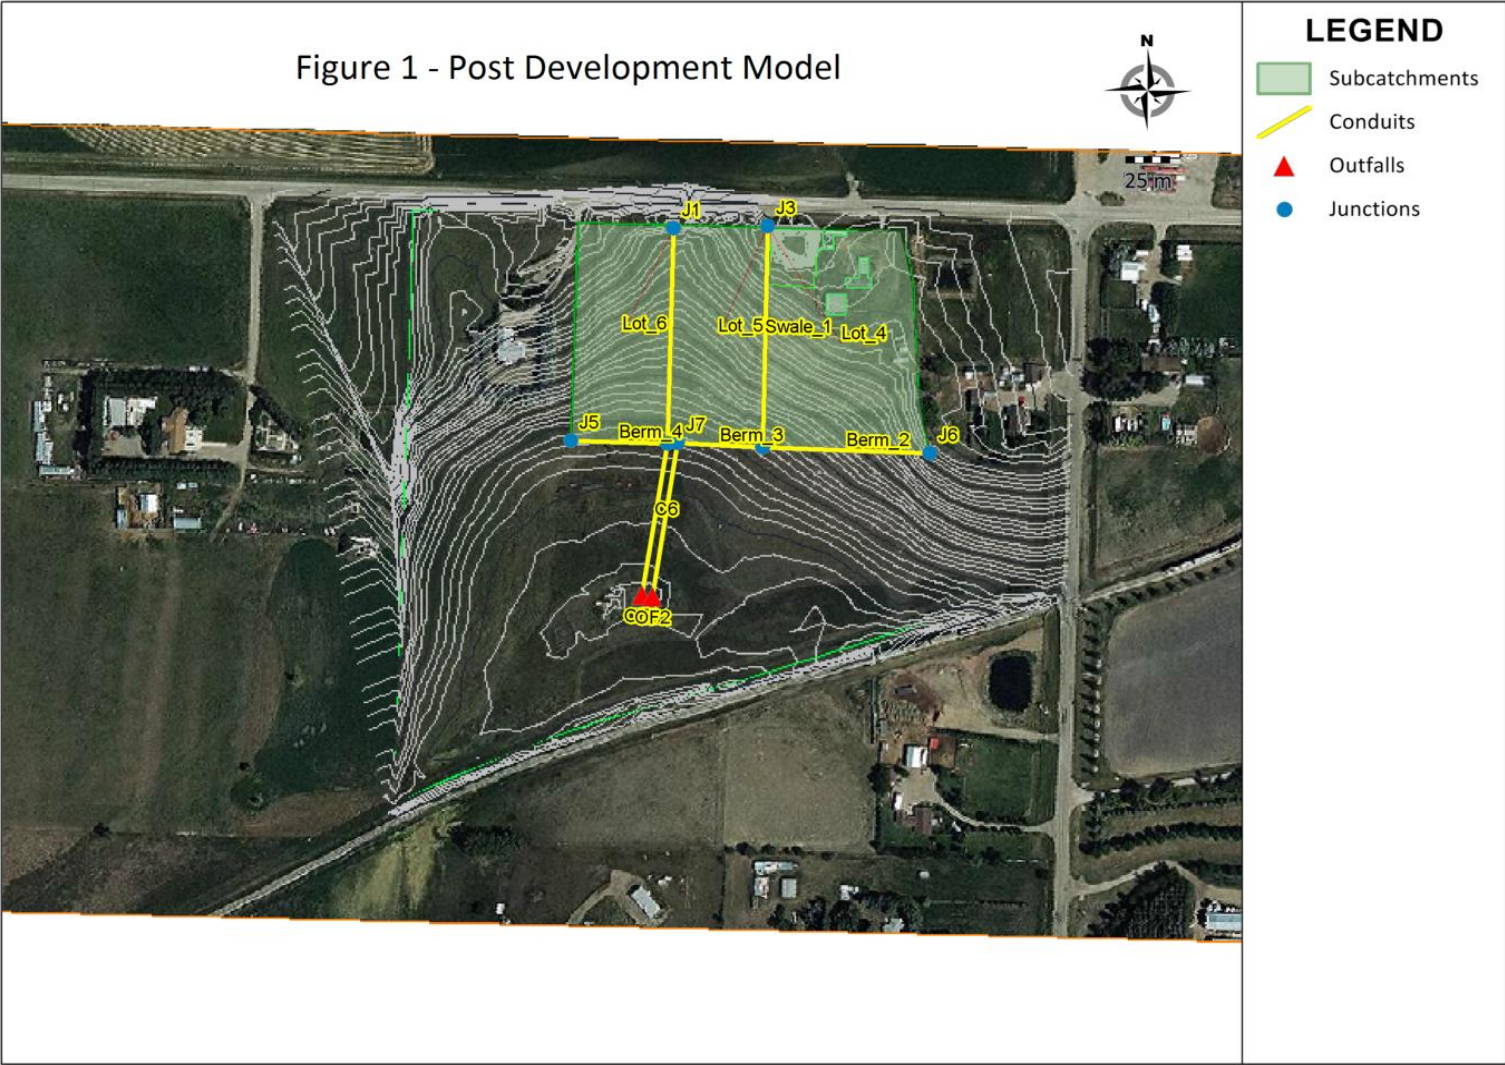 Figure 1 - Post Development Model
N
25 m
LEGEND
Subcatchments
Conduits
Outfalls
Junctions
J1
J3
Lot_6
Lot_5
Swale_1
Lot_4
J5
Berm_4
J7
Berm_3
Berm_2
J6
C6
OF2